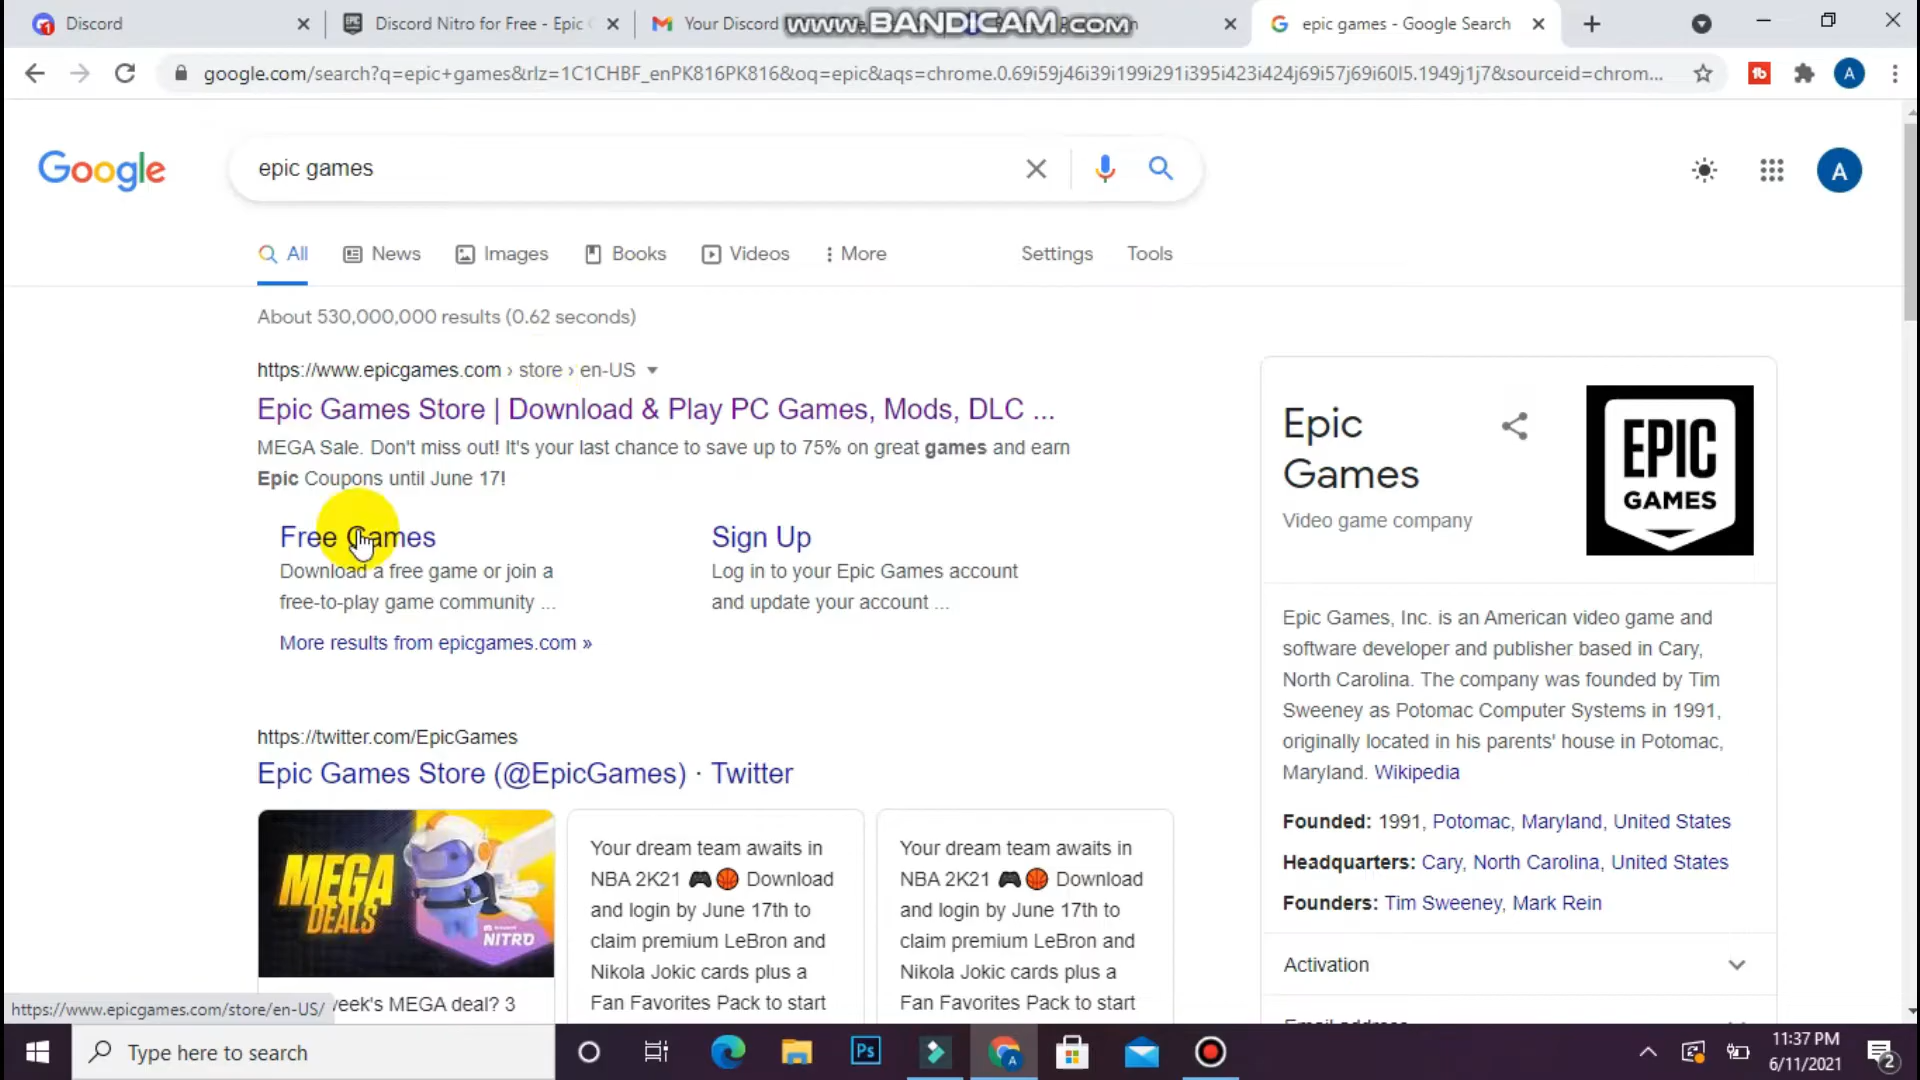 Discord
Discord Nitro for Free - Epic
Your Discord
www.BANDICAM.com
epic games - Google Search
google.com/search?q=epic+games&rlz=1C1CHBF_enPK816PK816&oq=epic&aqs=chrome.0.69i59j46i39i199i291i395i423i424j69i57j69i60l5.1949j1j7&sourceid=chrom...
A
Google
epic games
A
All
News
Images
Books
Videos
More
Settings
Tools
About 530,000,000 results (0.62 seconds)
https://www.epicgames.com › store › en-US
Epic Games Store | Download & Play PC Games, Mods, DLC ...
MEGA Sale. Don't miss out! It's your last chance to save up to 75% on great games and earn
Epic Coupons until June 17!
Free Games
Download a free game or join a
free-to-play game community ...
Sign Up
Log in to your Epic Games account
and update your account ...
More results from epicgames.com »
https://twitter.com/EpicGames
Epic Games Store (@EpicGames) · Twitter
MEGA
DEALS
NITRO
week's MEGA deal? 3
Your dream team awaits in
NBA 2K21 🎮🏀 Download
and login by June 17th to
claim premium LeBron and
Nikola Jokic cards plus a
Fan Favorites Pack to start
Your dream team awaits in
NBA 2K21 🎮🏀 Download
and login by June 17th to
claim premium LeBron and
Nikola Jokic cards plus a
Fan Favorites Pack to start
Epic
Games
Video game company
EPIC
GAMES
Epic Games, Inc. is an American video game and
software developer and publisher based in Cary,
North Carolina. The company was founded by Tim
Sweeney as Potomac Computer Systems in 1991,
originally located in his parents' house in Potomac,
Maryland. Wikipedia
Founded: 1991, Potomac, Maryland, United States
Headquarters: Cary, North Carolina, United States
Founders: Tim Sweeney, Mark Rein
Activation
Email address
https://www.epicgames.com/store/en-US/
Type here to search
Ps
A
11:37 PM
6/11/2021
2